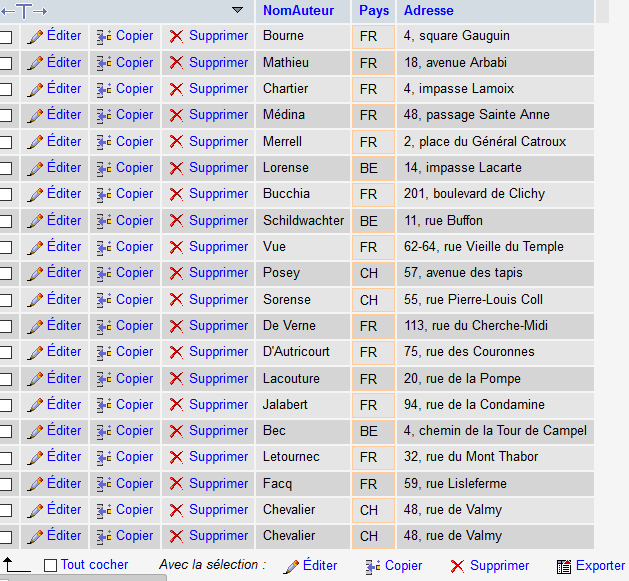 NomAuteur Pays Adresse
Éditer Copier Supprimer Bourne FR 4, square Gauguin
Éditer Copier Supprimer Mathieu FR 18, avenue Arbabi
Éditer Copier Supprimer Chartier FR 4, impasse Lamoix
Éditer Copier Supprimer Médina FR 48, passage Sainte Anne
Éditer Copier Supprimer Merrell FR 2, place du Général Catroux
Éditer Copier Supprimer Lorense BE 14, impasse Lacarte
Éditer Copier Supprimer Bucchia FR 201, boulevard de Clichy
Éditer Copier Supprimer Schildwachter BE 11, rue Buffon
Éditer Copier Supprimer Vue FR 62-64, rue Vieille du Temple
Éditer Copier Supprimer Posey CH 57, avenue des tapis
Éditer Copier Supprimer Sorense CH 55, rue Pierre-Louis Coll
Éditer Copier Supprimer De Verne FR 113, rue du Cherche-Midi
Éditer Copier Supprimer D'Autricourt FR 75, rue des Couronnes
Éditer Copier Supprimer Lacouture FR 20, rue de la Pompe
Éditer Copier Supprimer Jalabert FR 94, rue de la Condamine
Éditer Copier Supprimer Bec BE 4, chemin de la Tour de Campel
Éditer Copier Supprimer Letournec FR 32, rue du Mont Thabor
Éditer Copier Supprimer Facq FR 59, rue Lisleferme
Éditer Copier Supprimer Chevalier CH 48, rue de Valmy
Éditer Copier Supprimer Chevalier CH 48, rue de Valmy
Tout cocher Avec la sélection : Éditer Copier Supprimer Exporter